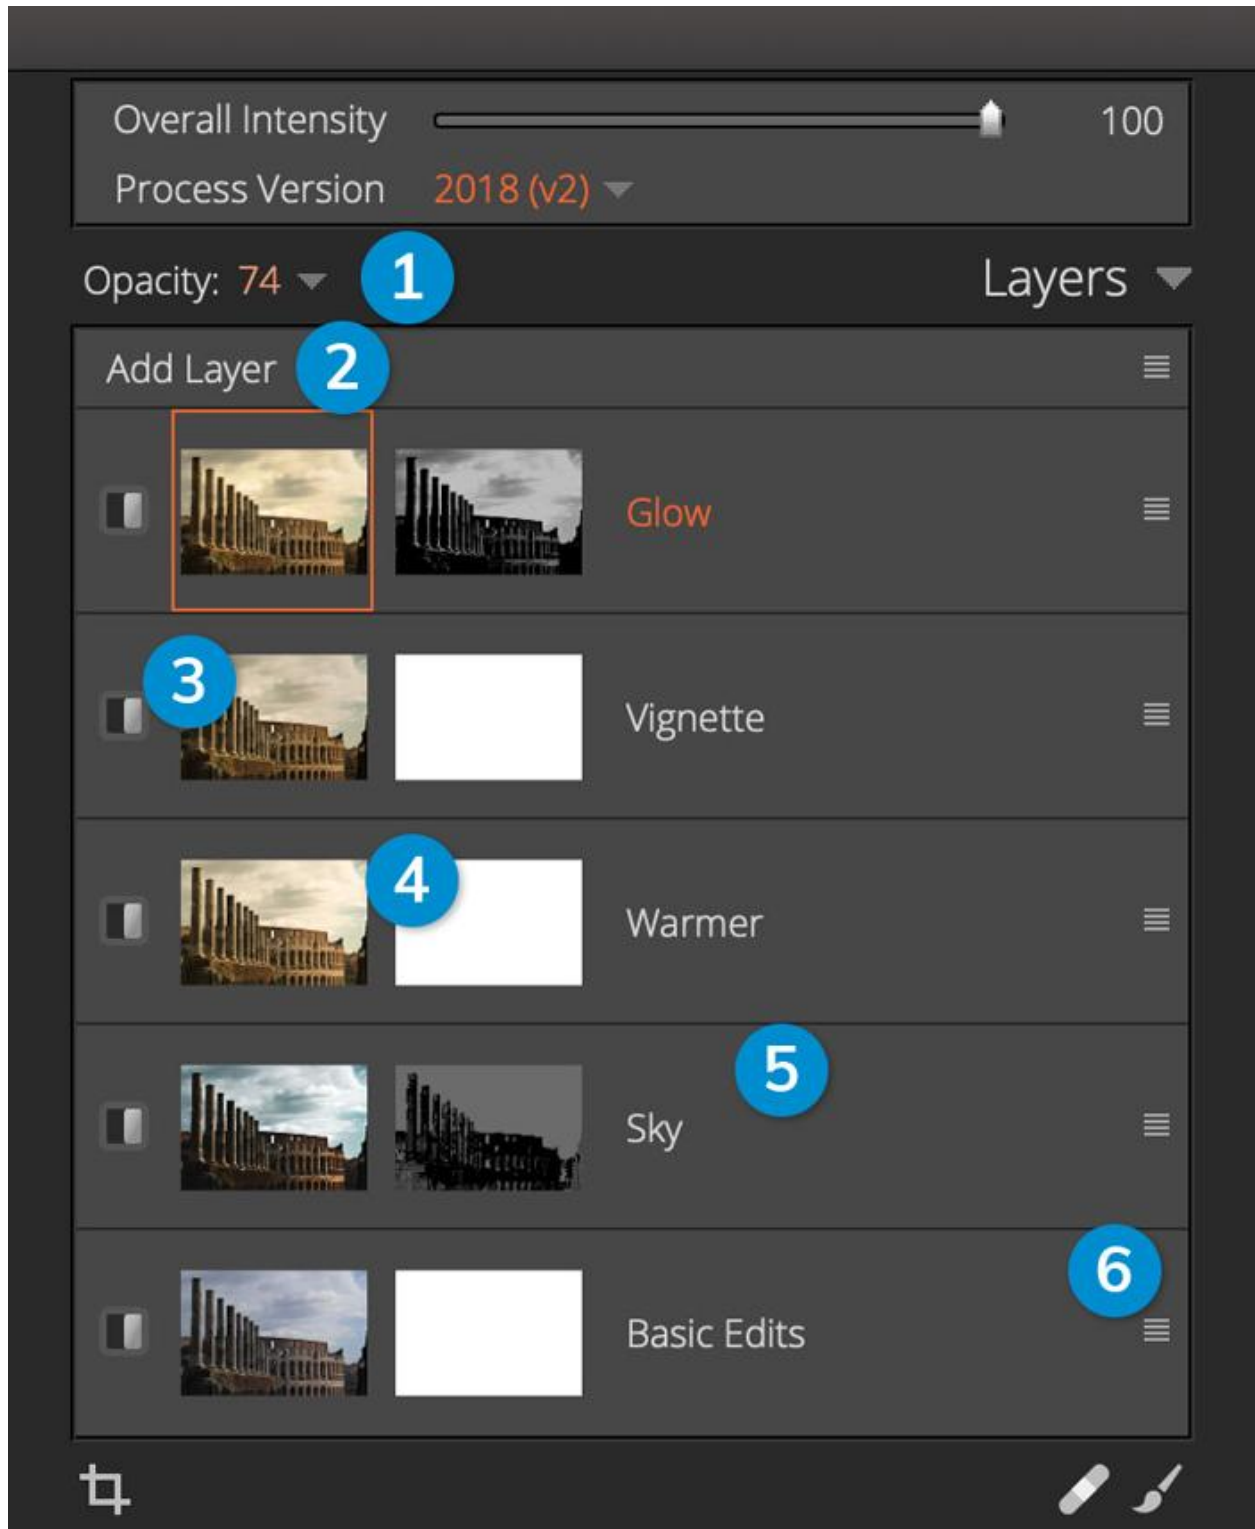 Overall Intensity 100
Process Version 2018 (v2)
Opacity: 74 1 Layers
Add Layer 2
Glow
3
Vignette
4
Warmer
5
Sky
6
Basic Edits